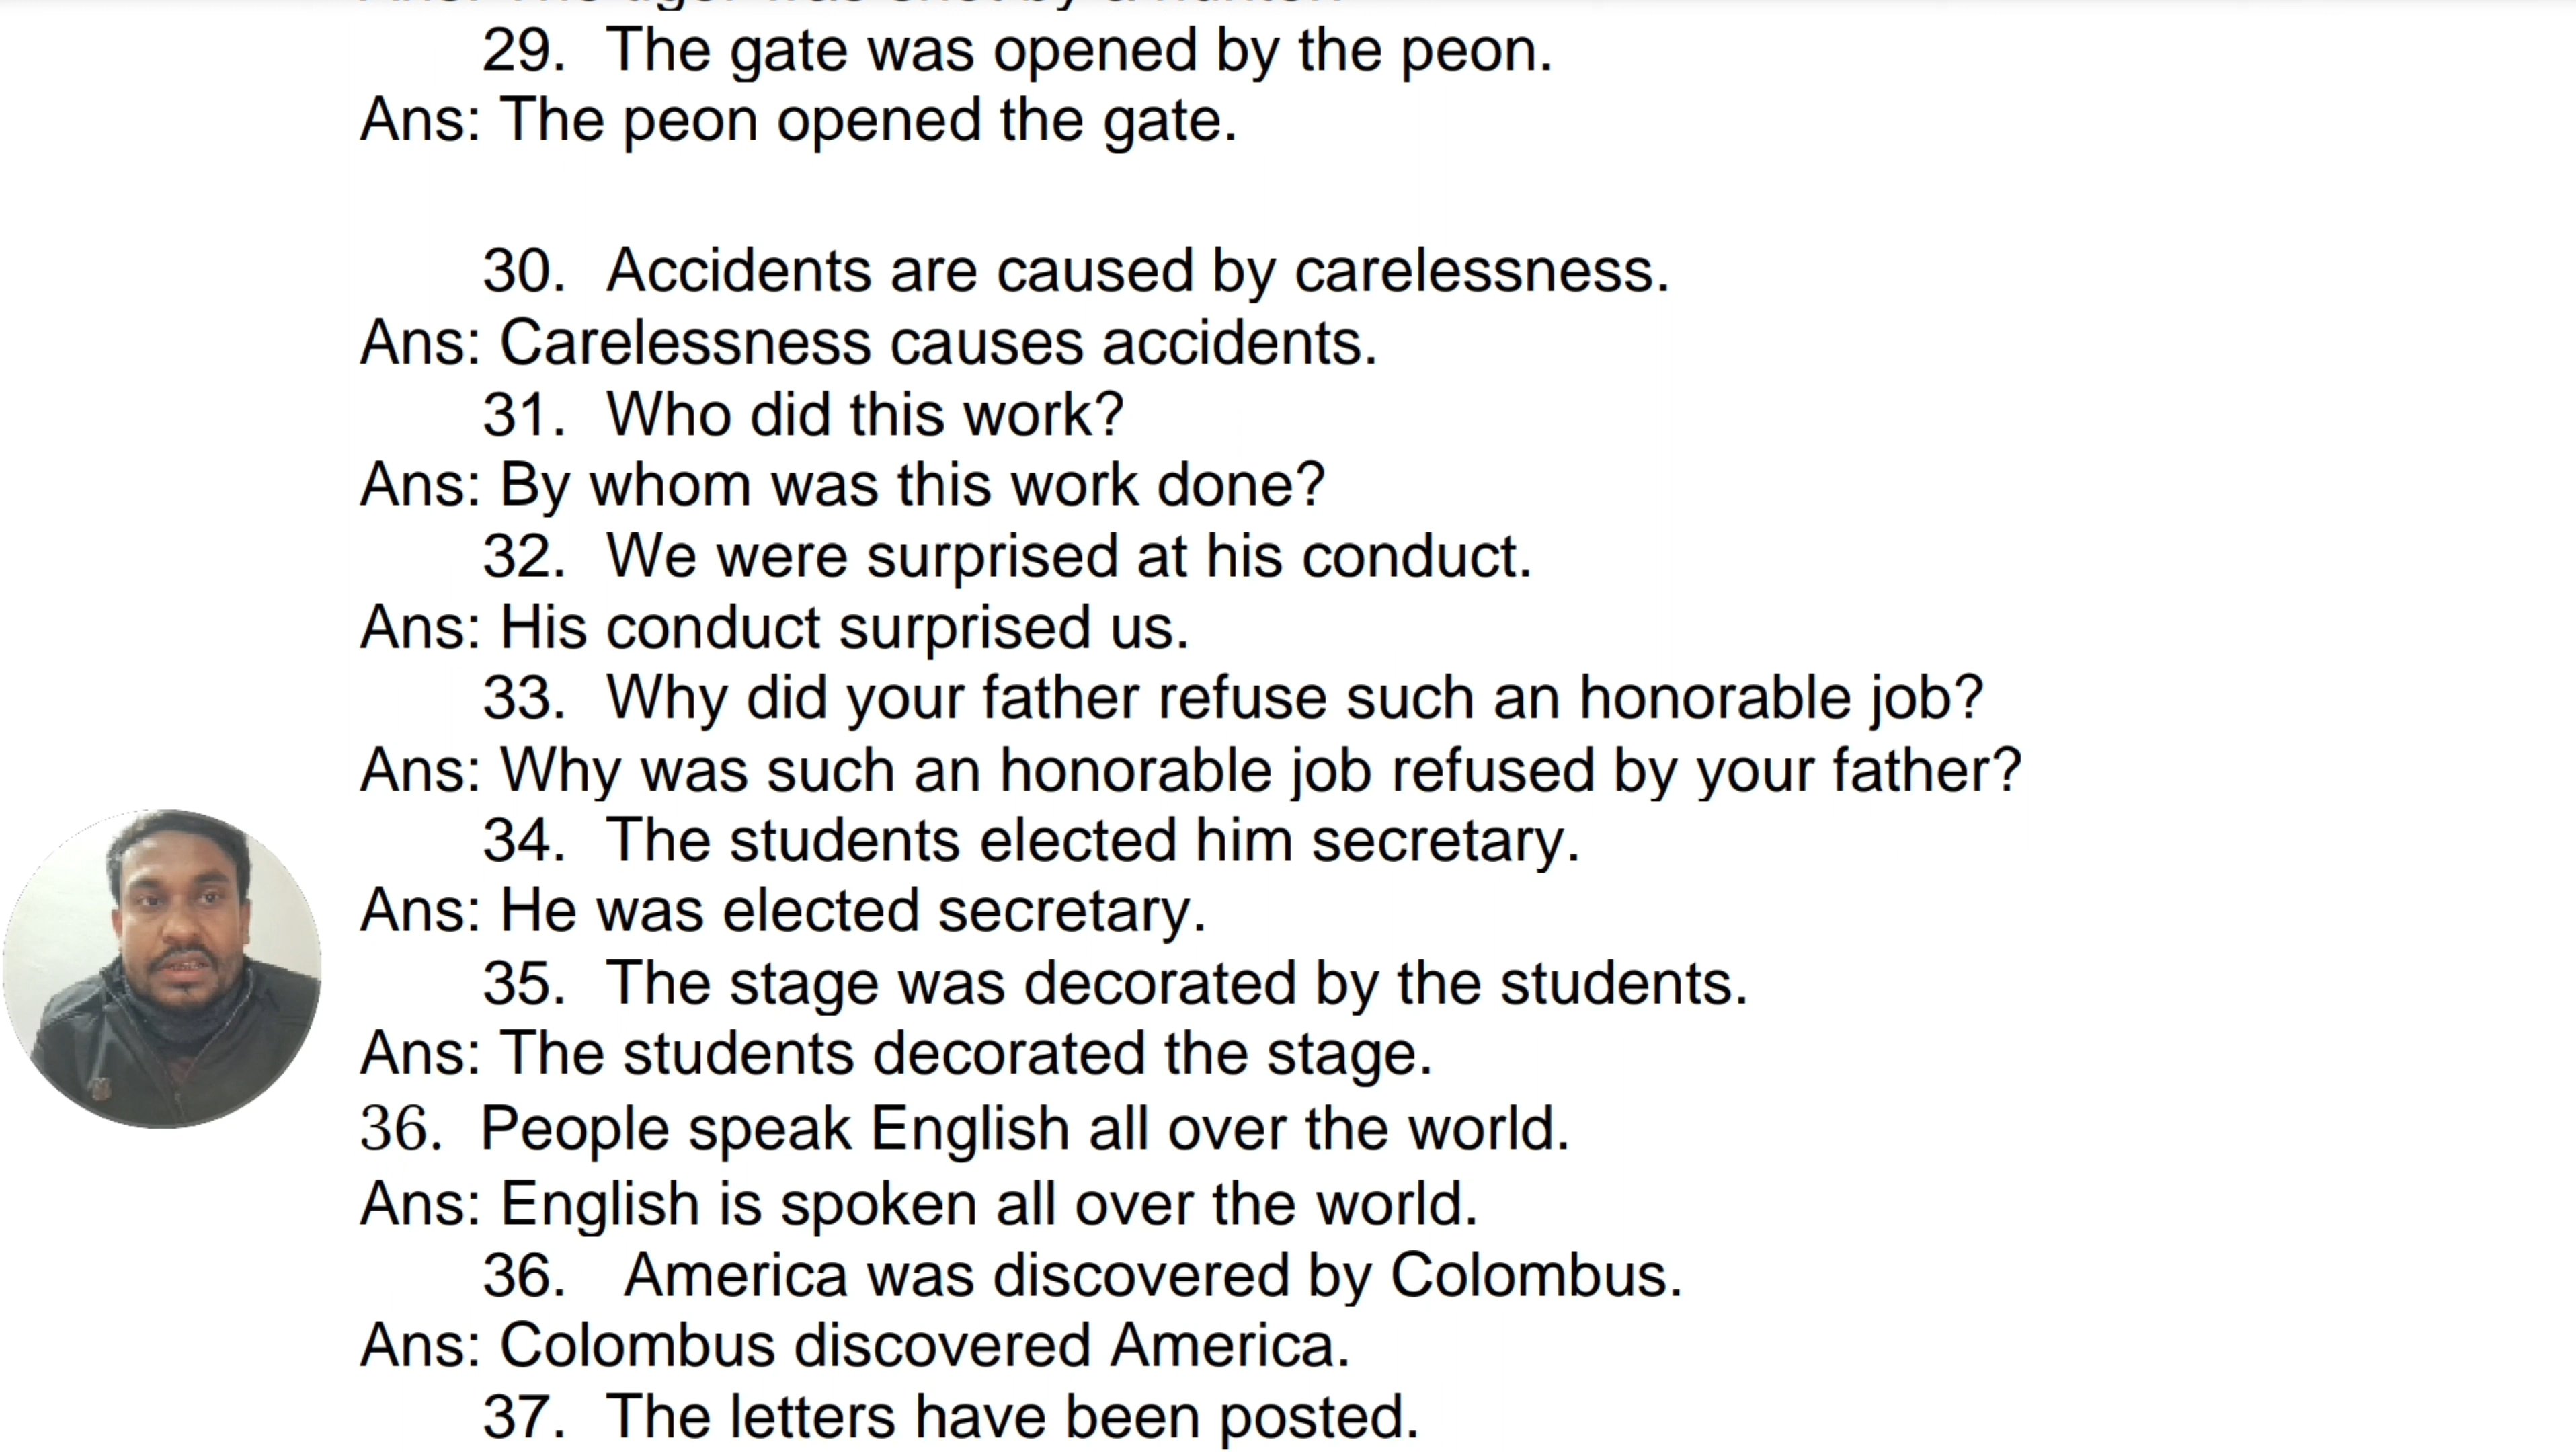 29. The gate was opened by the peon.
Ans: The peon opened the gate.
30. Accidents are caused by carelessness.
Ans: Carelessness causes accidents.
31. Who did this work?
Ans: By whom was this work done?
32. We were surprised at his conduct.
Ans: His conduct surprised us.
33. Why did your father refuse such an honorable job?
Ans: Why was such an honorable job refused by your father?
34. The students elected him secretary.
Ans: He was elected secretary.
35. The stage was decorated by the students.
Ans: The students decorated the stage.
36. People speak English all over the world.
Ans: English is spoken all over the world.
36. America was discovered by Colombus.
Ans: Colombus discovered America.
37. The letters have been posted.